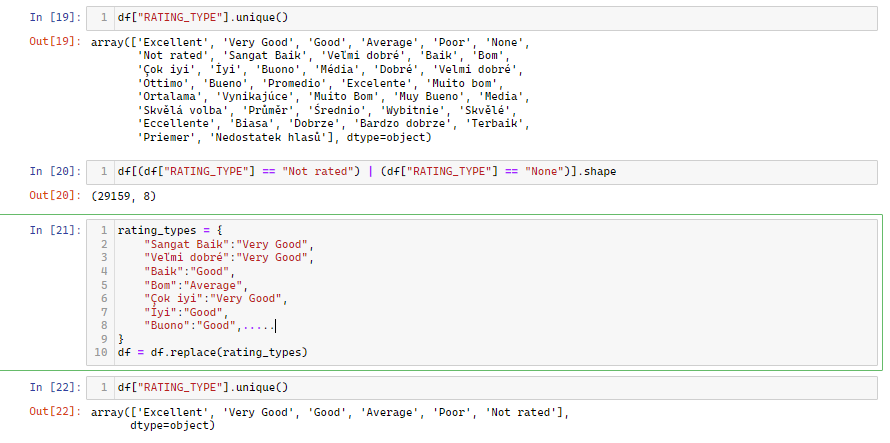 In [19]: 1 df["RATING_TYPE"].unique()
Out[19]: array(['Excellent', 'Very Good', 'Good', 'Average', 'Poor', 'None',
'Not rated', 'Sangat Baik', 'Veľmi dobré', 'Baik', 'Bom',
'Çok iyi', 'İyi', 'Buono', 'Média', 'Dobré', 'Velmi dobré',
'Ottimo', 'Bueno', 'Promedio', 'Excelente', 'Muito bom',
'Ortalama', 'Vynikajúce', 'Muito Bom', 'Muy Bueno', 'Media',
'Skvělá volba', 'Průměr', 'Średnio', 'Wybitnie', 'Skvělé',
'Eccellente', 'Biasa', 'Dobrze', 'Bardzo dobrze', 'Terbaik',
'Priemer', 'Nedostatek hlasů'], dtype=object)
In [20]: 1 df[(df["RATING_TYPE"] == "Not rated") | (df["RATING_TYPE"] == "None")].shape
Out[20]: (29159, 8)
In [21]: 1 rating_types = {
2 "Sangat Baik":"Very Good",
3 "Veľmi dobré":"Very Good",
4 "Baik":"Good",
5 "Bom":"Average",
6 "Çok iyi":"Very Good",
7 "İyi":"Good",
8 "Buono":"Good",.....
9 }
10 df = df.replace(rating_types)
In [22]: 1 df["RATING_TYPE"].unique()
Out[22]: array(['Excellent', 'Very Good', 'Good', 'Average', 'Poor', 'Not rated'],
dtype=object)